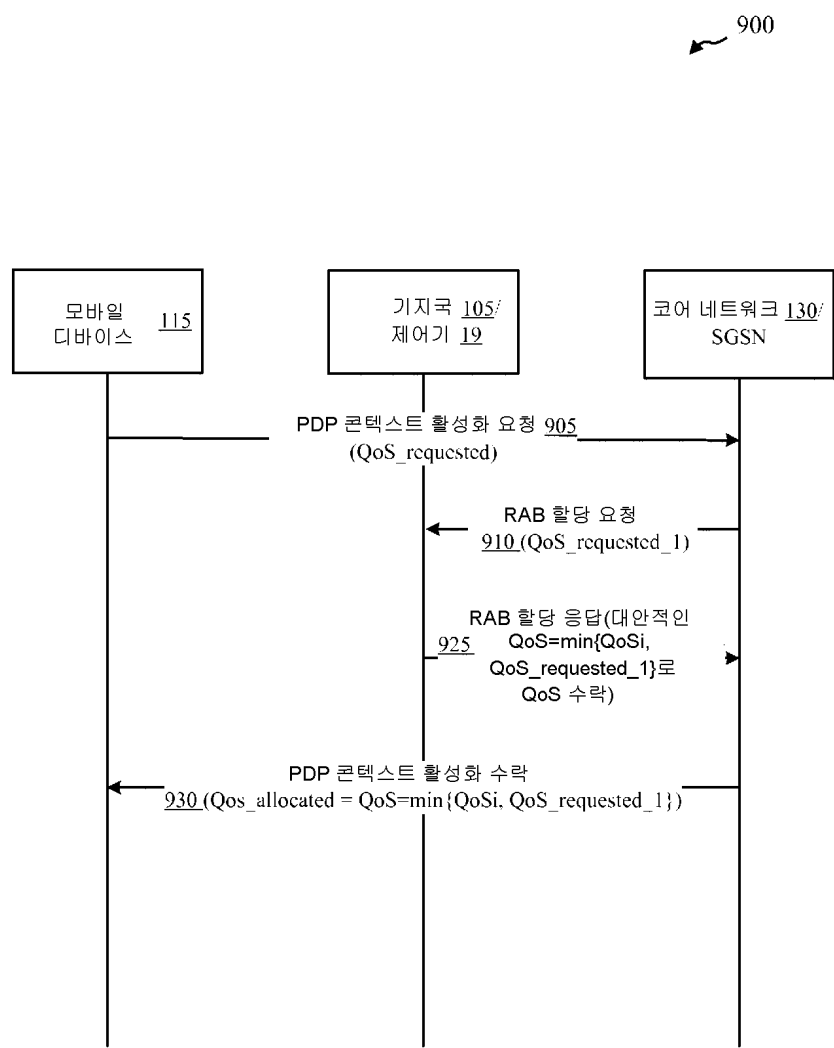 900
모바일
디바이스 115
기지국 105/
제어기 19
코어 네트워크 130/
SGSN
PDP 콘텍스트 활성화 요청 905
(QoS_requested)
RAB 할당 요청
910 (QoS_requested_1)
RAB 할당 응답(대안적인
925 QoS=min{QoSi,
QoS_requested_1}로
QoS 수락)
PDP 콘텍스트 활성화 수락
930 (Qos_allocated = QoS=min{QoSi, QoS_requested_1})